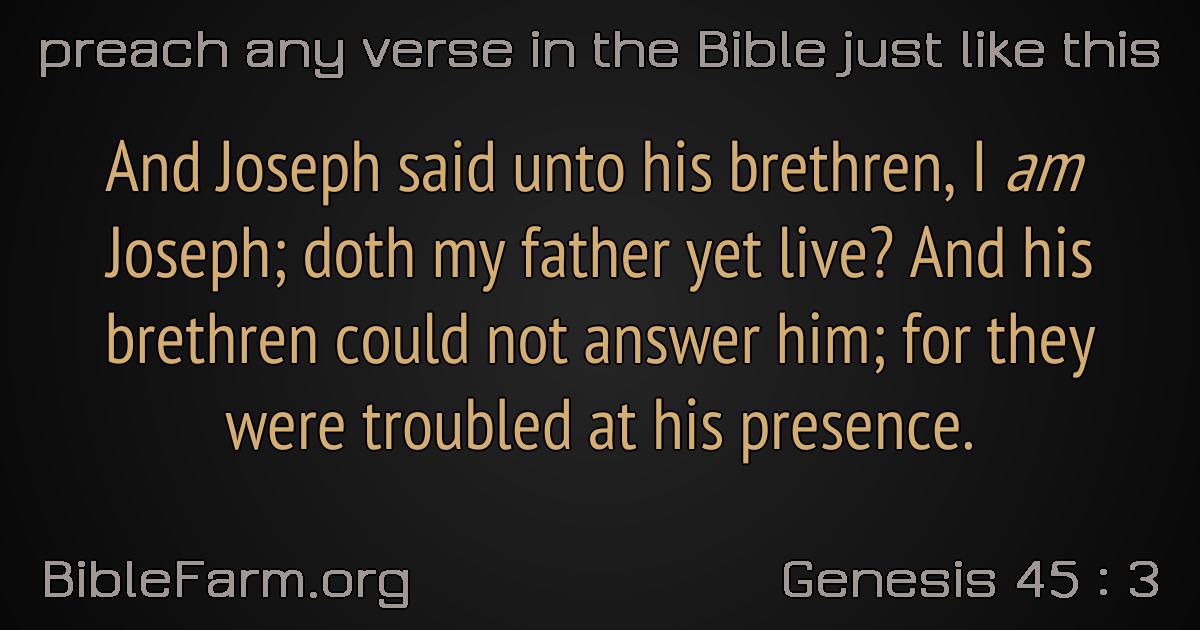 preach any verse in the Bible just like this
And Joseph said unto his brethren, I am
Joseph; doth my father yet live? And his
brethren could not answer him; for they
were troubled at his presence.
BibleFarm.org
Genesis 45 : 3